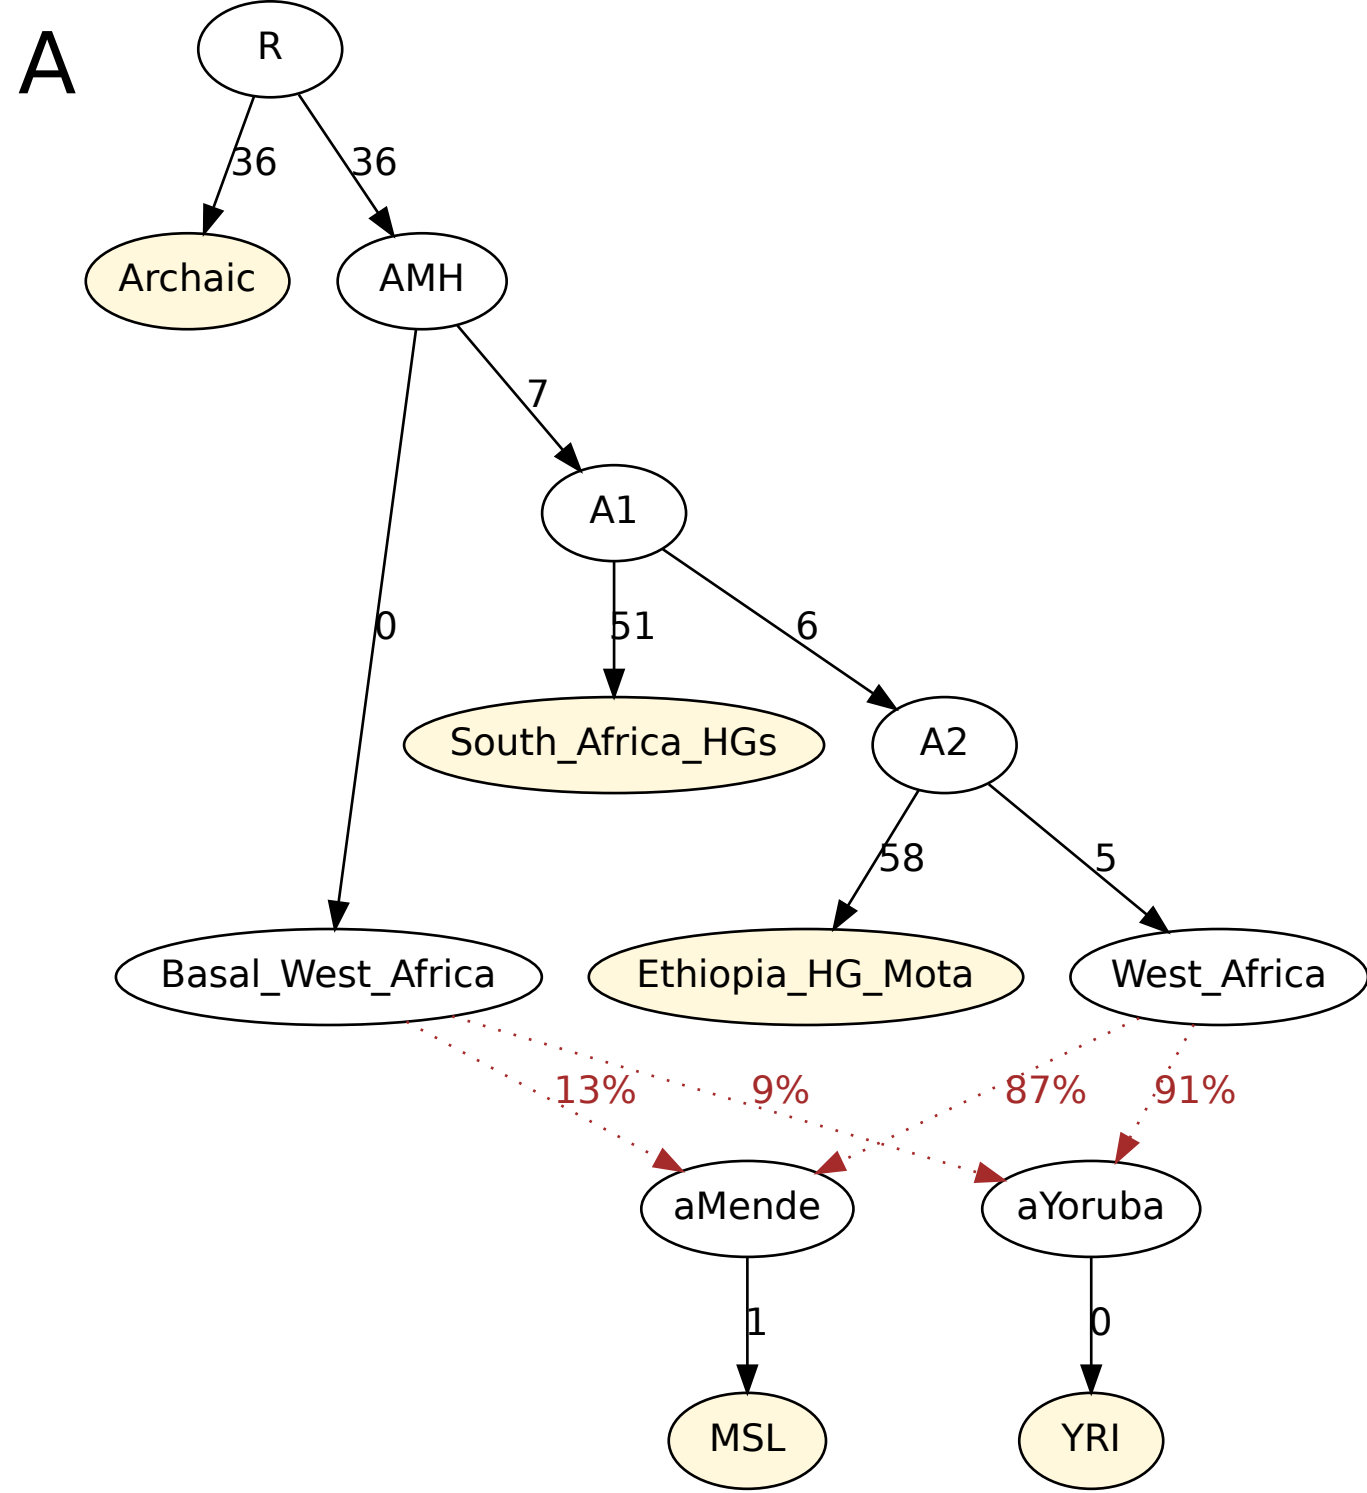 A
R
36
36
Archaic
AMH
7
A1
0
51
6
South_Africa_HGs
A2
58
5
Basal_West_Africa
Ethiopia_HG_Mota
West_Africa
13%
9%
87%
91%
aMende
aYoruba
1
0
MSL
YRI